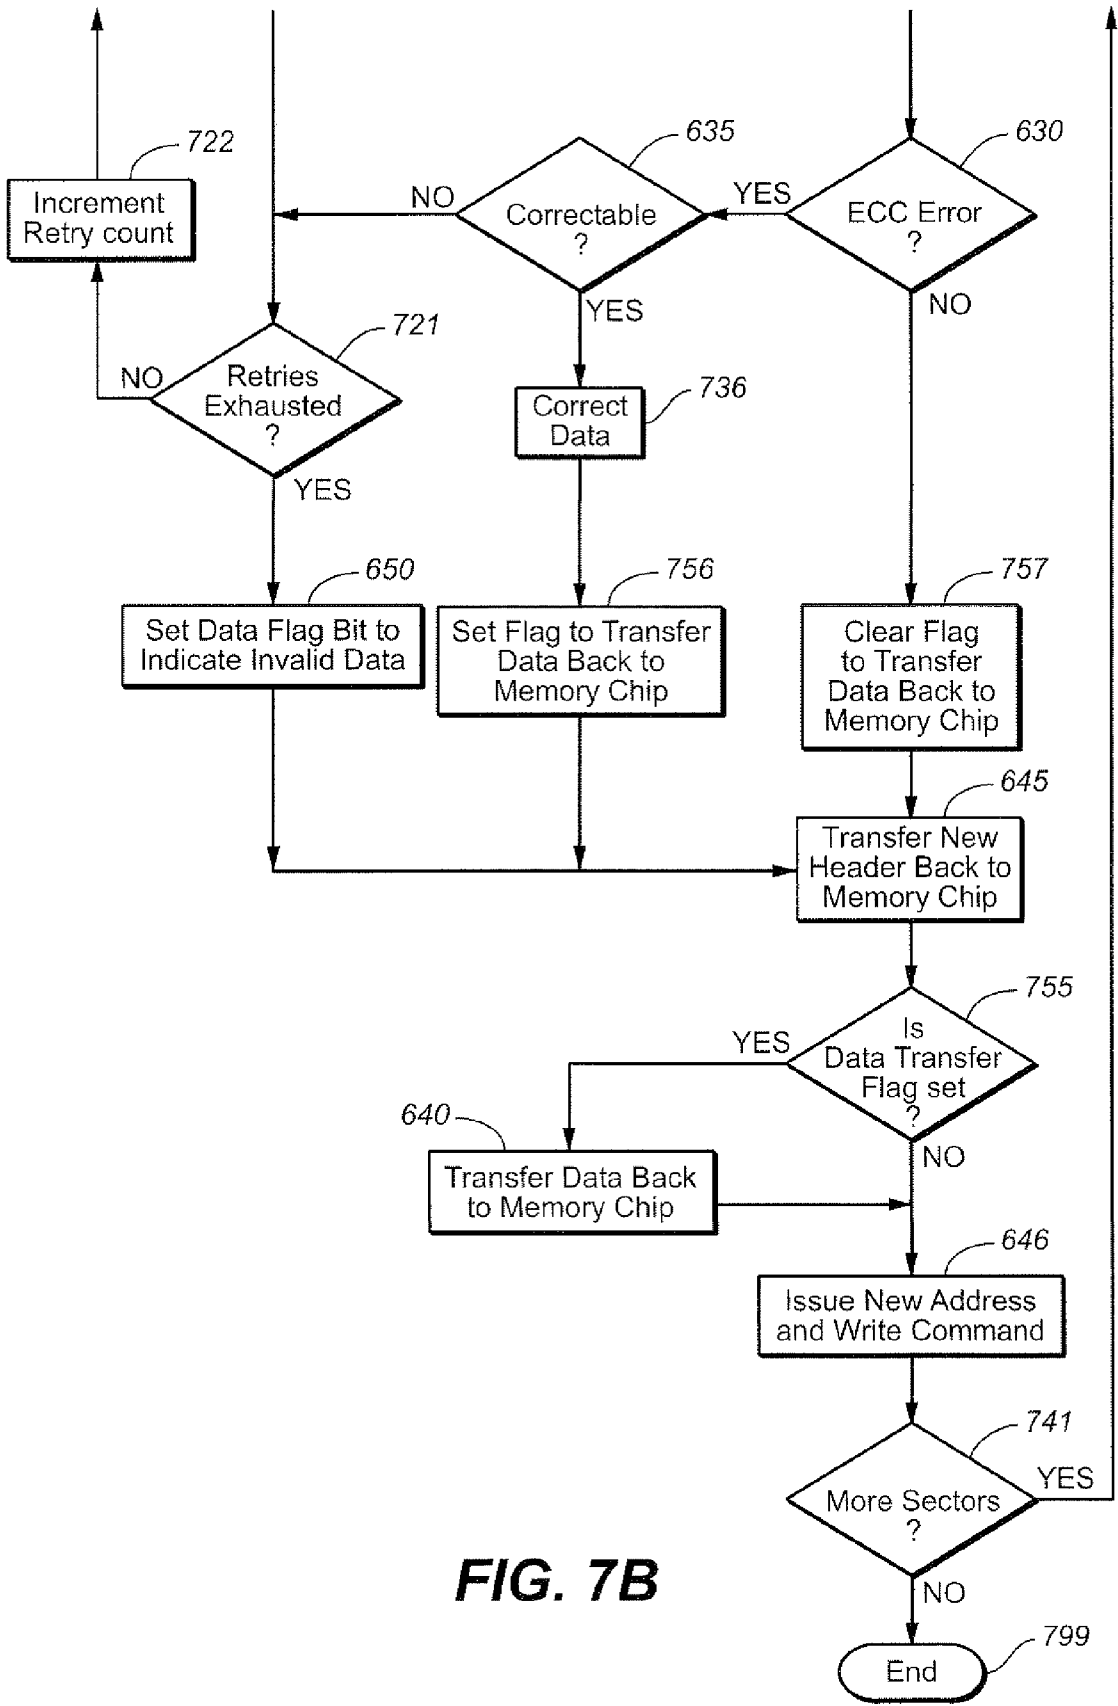 722
635
630
Increment
Retry count
NO
Correctable
?
YES
ECC Error
?
YES
NO
721
NO
Retries
Exhausted
?
YES
Correct
Data
736
650
Set Data Flag Bit to
Indicate Invalid Data
756
Set Flag to Transfer
Data Back to
Memory Chip
757
Clear Flag
to Transfer
Data Back to
Memory Chip
645
Transfer New
Header Back to
Memory Chip
755
YES
Is
Data Transfer
Flag set
?
NO
640
Transfer Data Back
to Memory Chip
646
Issue New Address
and Write Command
741
More Sectors
?
YES
NO
FIG. 7B
799
End